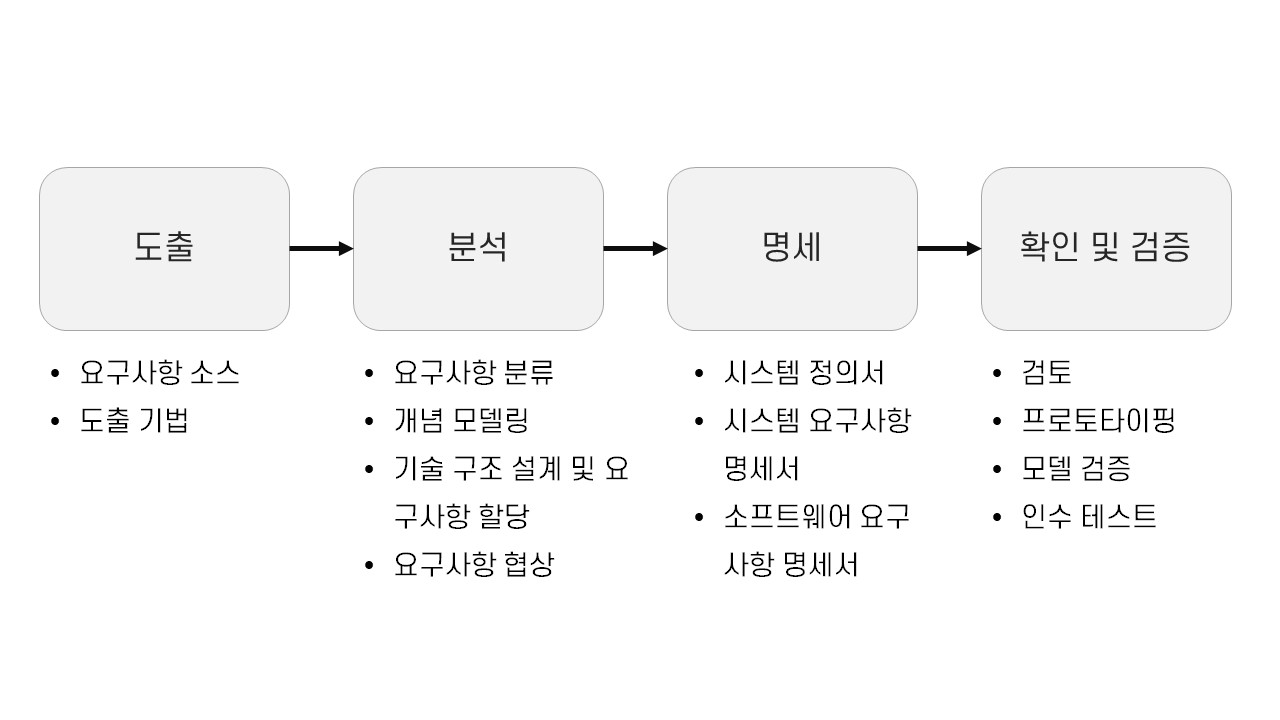 도출
분석
명세
확인 및 검증
• 요구사항 소스
• 도출 기법
• 요구사항 분류
• 개념 모델링
• 기술 구조 설계 및 요
구사항 할당
• 요구사항 협상
• 시스템 정의서
• 시스템 요구사항
명세서
• 소프트웨어 요구
사항 명세서
• 검토
• 프로토타이핑
• 모델 검증
• 인수 테스트